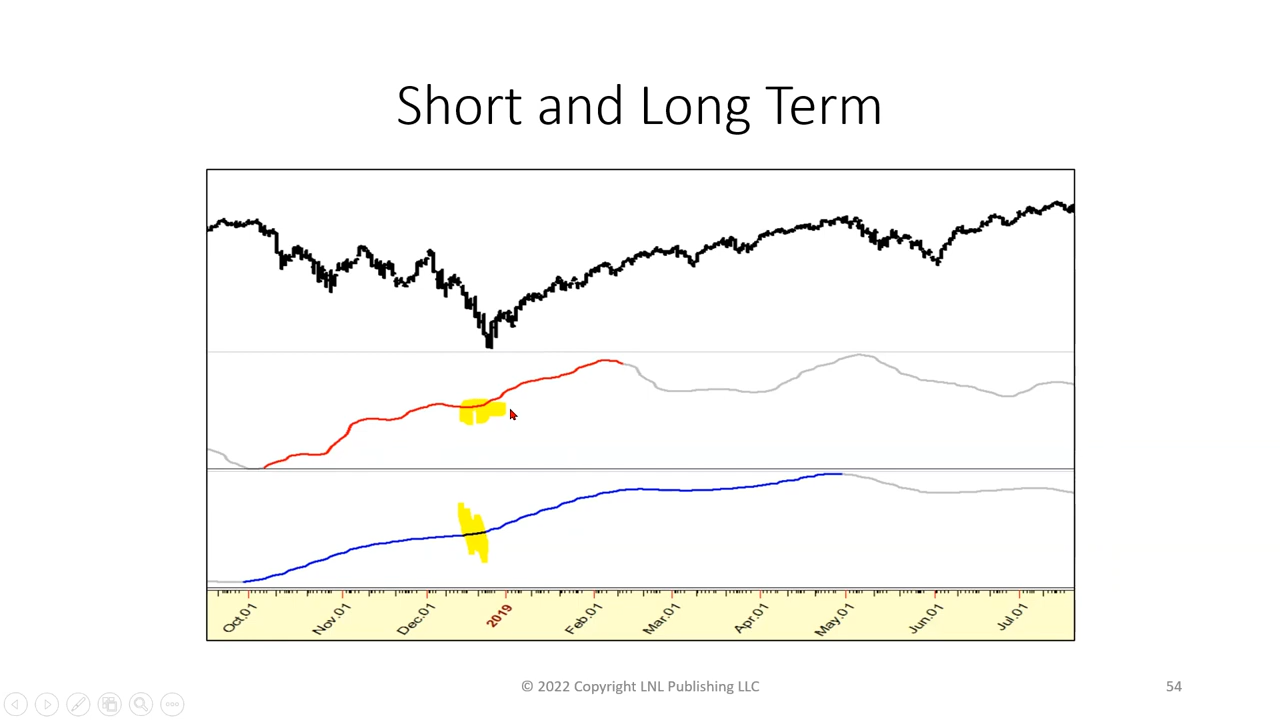 Short and Long Term
Oct.01 Nov.01 Dec.01 2019 Feb.01 Mar.01 Apr.01 May.01 Jun.01 Jul.01
© 2022 Copyright LNL Publishing LLC 54